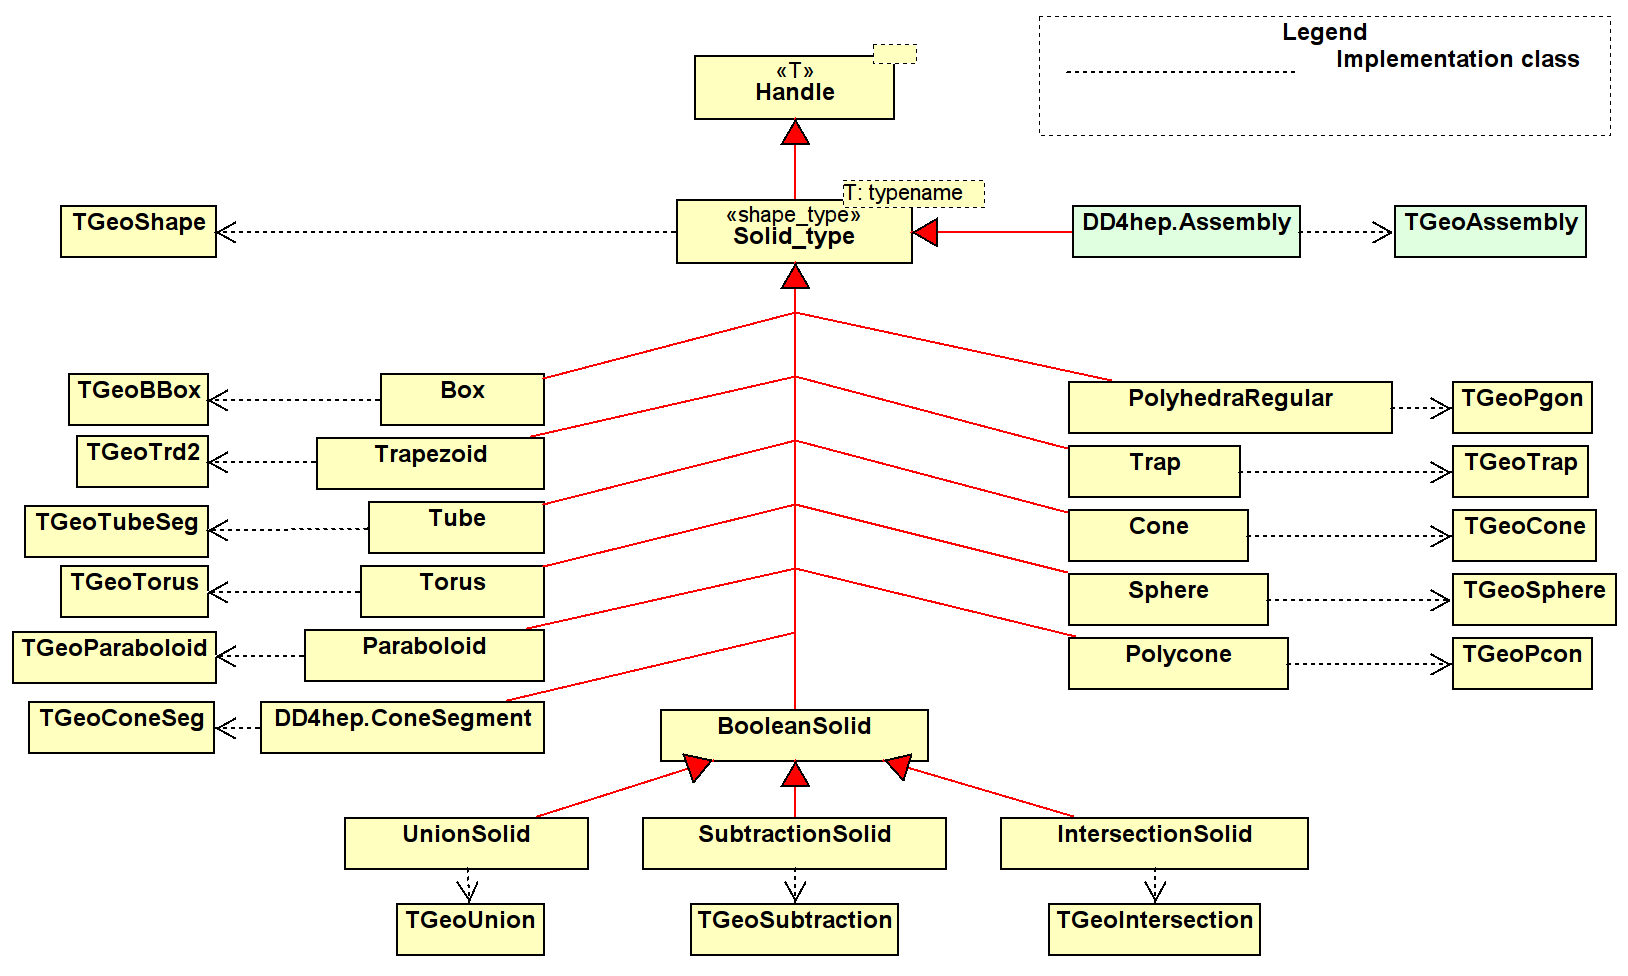 Legend
Implementation class
«T»
Handle
T: typename
«shape_type»
Solid_type
TGeoShape
DD4hep.Assembly
TGeoAssembly
TGeoBBox
Box
PolyhedraRegular
TGeoPgon
TGeoTrd2
Trapezoid
Trap
TGeoTrap
TGeoTubeSeg
Tube
Cone
TGeoCone
TGeoTorus
Torus
Sphere
TGeoSphere
TGeoParaboloid
Paraboloid
Polycone
TGeoPcon
TGeoConeSeg
DD4hep.ConeSegment
BooleanSolid
UnionSolid
SubtractionSolid
IntersectionSolid
TGeoUnion
TGeoSubtraction
TGeoIntersection